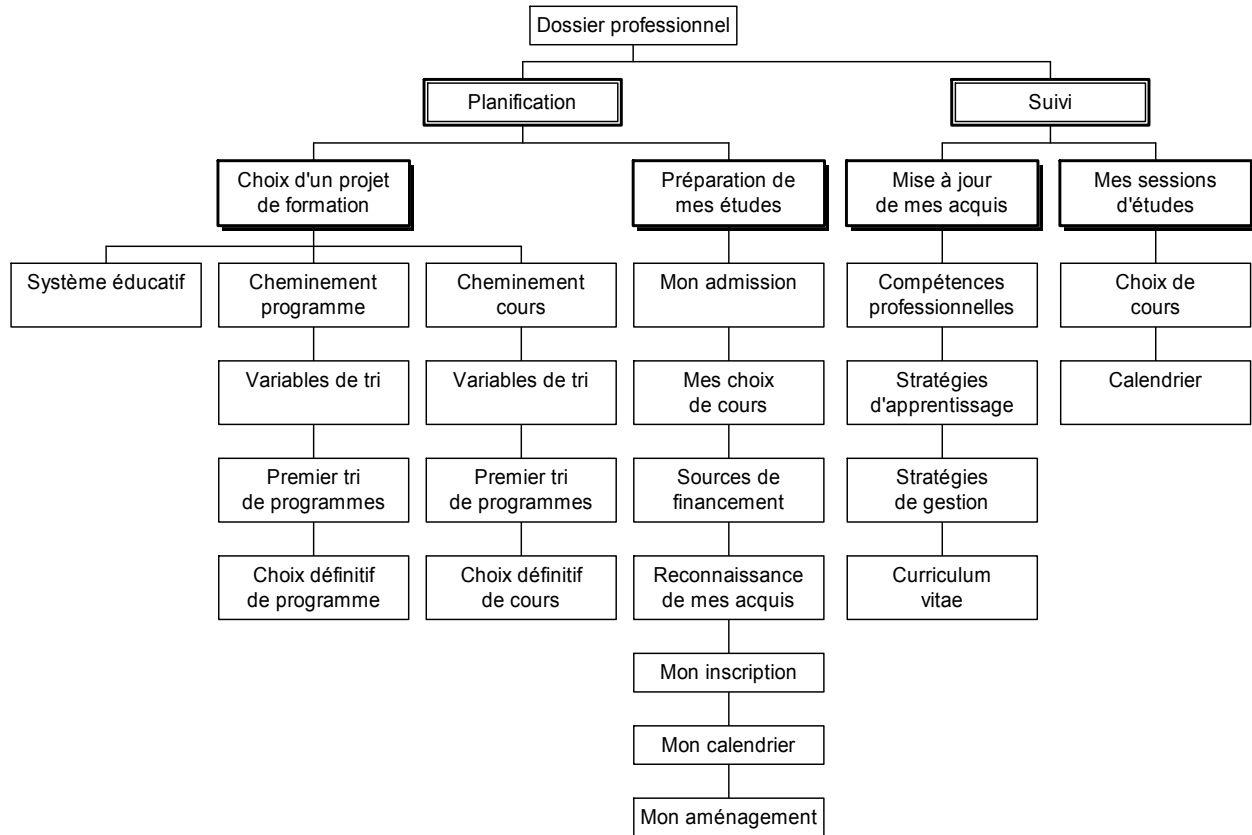 Dossier professionnel
Planification
Suivi
Choix d'un projet
de formation
Préparation de
mes études
Mise à jour
de mes acquis
Mes sessions
d'études
Système éducatif
Cheminement
programme
Cheminement
cours
Mon admission
Compétences
professionnelles
Choix de
cours
Variables de tri
Variables de tri
Mes choix
de cours
Stratégies
d'apprentissage
Calendrier
Premier tri
de programmes
Premier tri
de programmes
Sources de
financement
Stratégies
de gestion
Choix définitif
de programme
Choix définitif
de cours
Reconnaissance
de mes acquis
Curriculum
vitae
Mon inscription
Mon calendrier
Mon aménagement